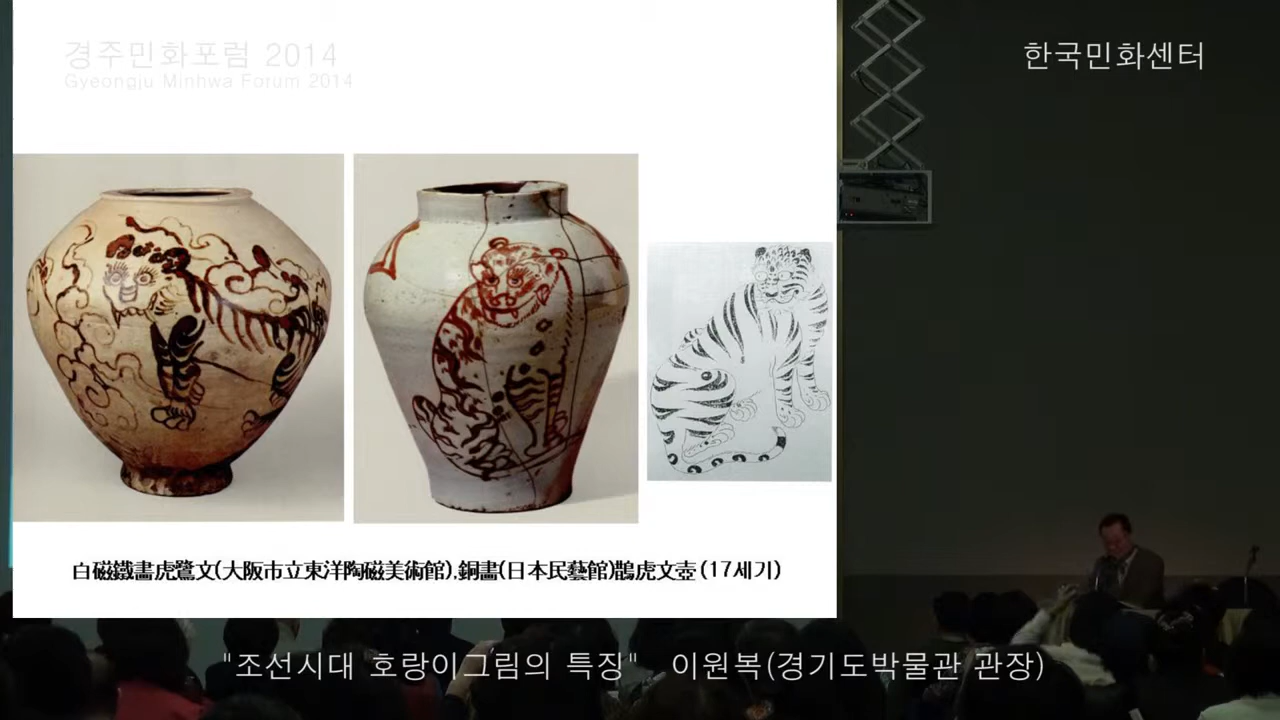 경주민화포럼 2014
Gyeongju Minhwa Forum 2014
한국민화센터
白磁鐵畵虎鷺文(大阪市立東洋陶磁美術館).銅畵(日本民藝館)鵲虎文壺(17세기)
"조선시대 호랑이그림의 특징" 이원복(경기도박물관 관장)